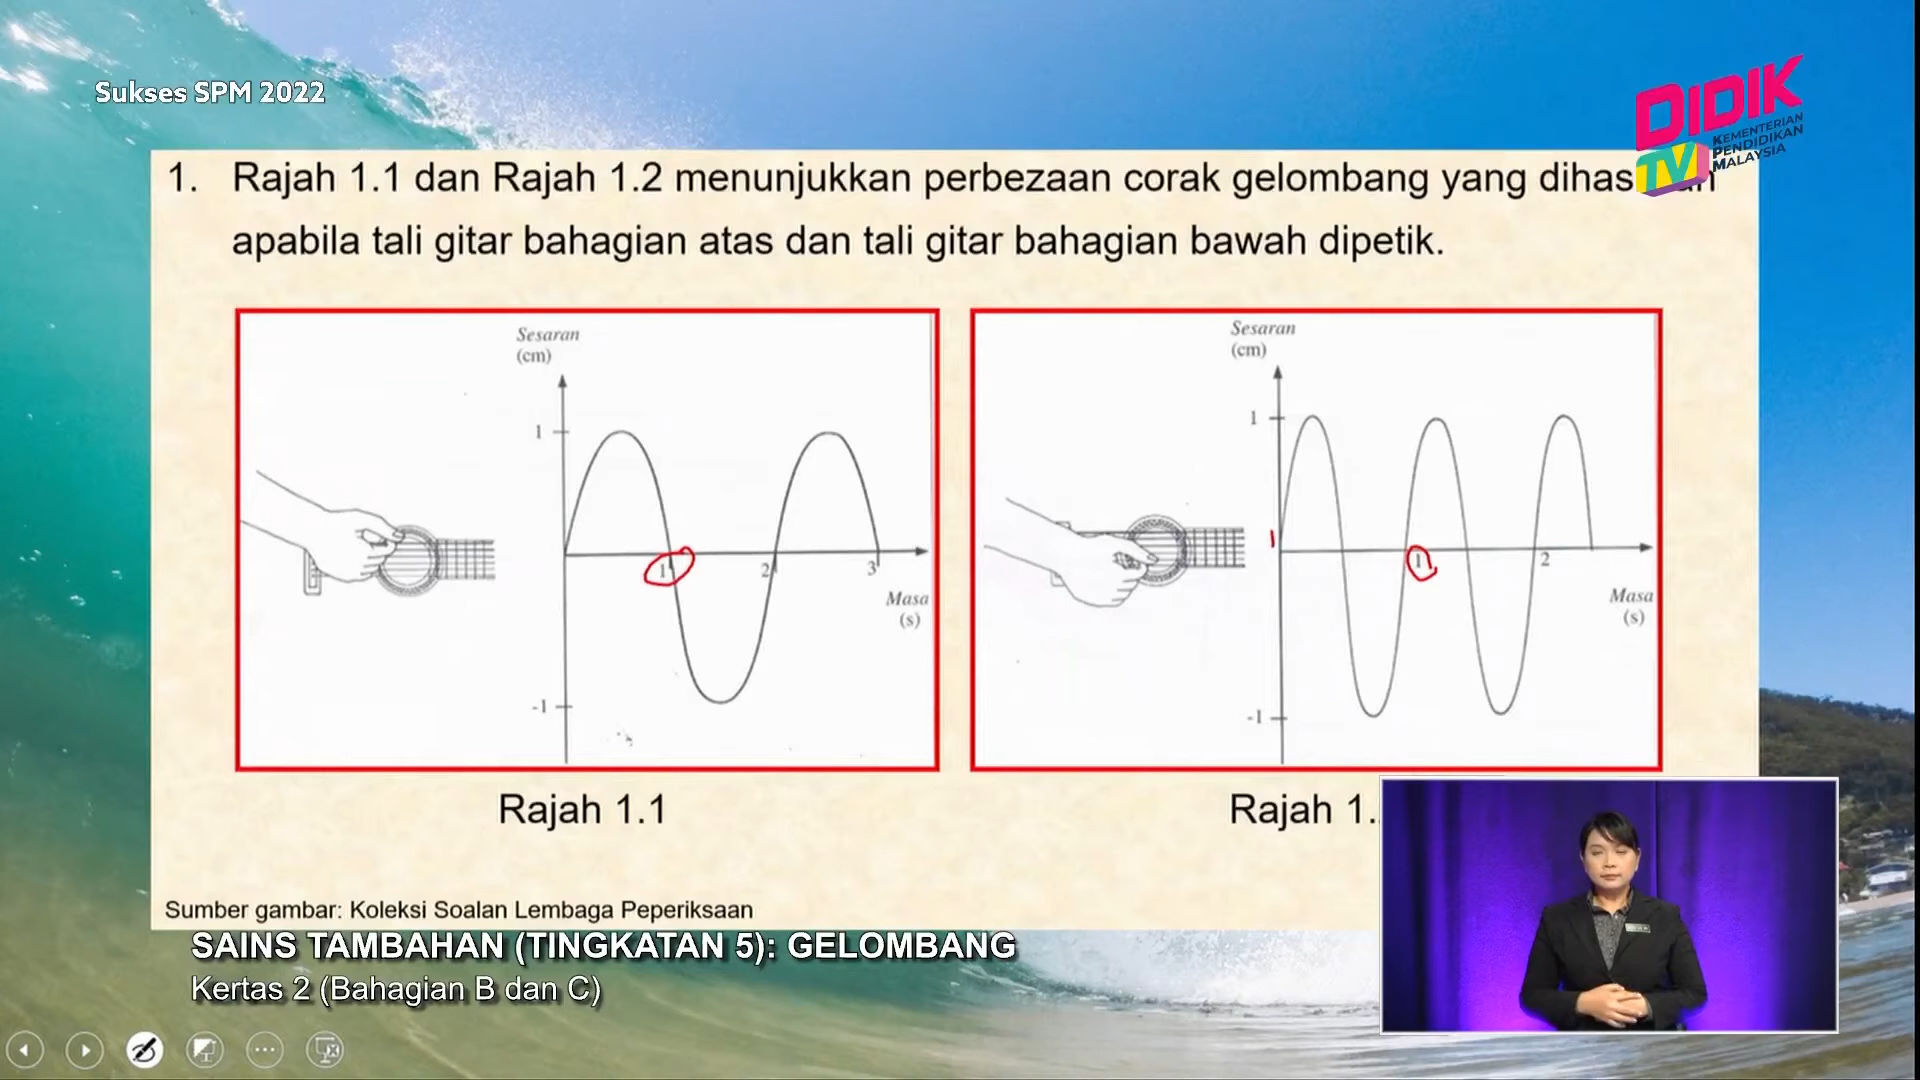 Sukses SPM 2022
DIDIK
TV
KEMENTERIAN
PENDIDIKAN
MALAYSIA
1. Rajah 1.1 dan Rajah 1.2 menunjukkan perbezaan corak gelombang yang
apabila tali gitar bahagian atas dan tali gitar bahagian bawah dipetik.
Sesaran
(cm)
1
1
2
3
Masa
(s)
-1
Sesaran
(cm)
1
1
2
Masa
(s)
-1
Rajah 1.1
Rajah 1.
Sumber gambar: Koleksi Soalan Lembaga Peperiksaan
SAINS TAMBAHAN (TINGKATAN 5): GELOMBANG
Kertas 2 (Bahagian B dan C)